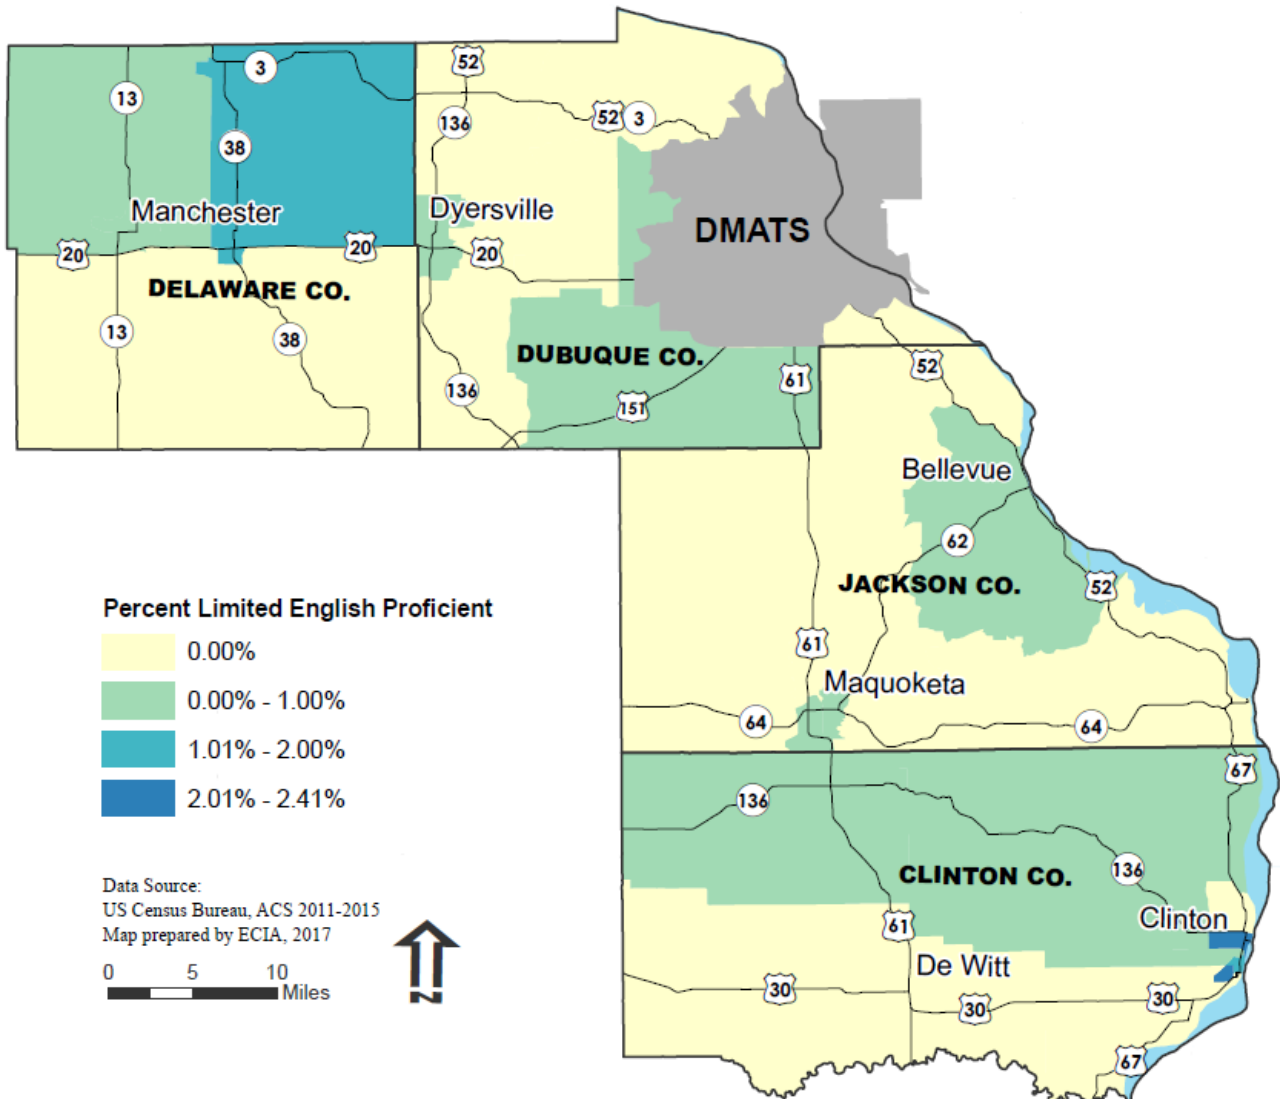 52
3
13
136
52
3
38
Manchester
Dyersville
DMATS
20
20
20
DELAWARE CO.
13
38
DUBUQUE CO.
52
136
61
151
Bellevue
62
JACKSON CO.
52
61
Maquoketa
64
64
67
136
136
CLINTON CO.
Clinton
61
De Witt
30
30
30
67
Percent Limited English Proficient
0.00%
0.00% - 1.00%
1.01% - 2.00%
2.01% - 2.41%
Data Source:
US Census Bureau, ACS 2011-2015
Map prepared by ECIA, 2017
0 5 10
Miles
N